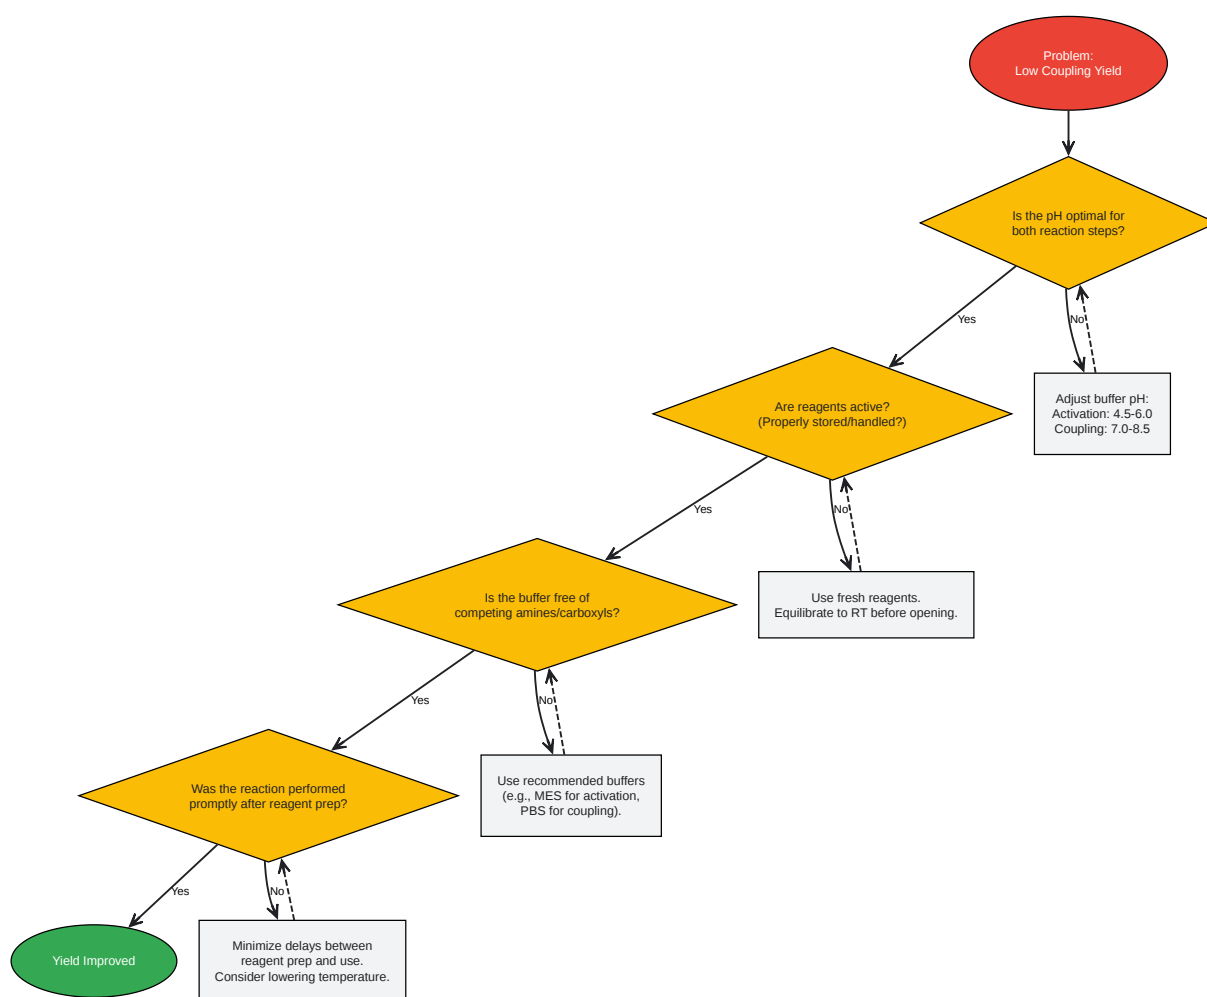 Problem:
Low Coupling Yield
Is the pH optimal for
both reaction steps?
Yes
No
Adjust buffer pH:
Activation: 4.5-6.0
Coupling: 7.0-8.5
Are reagents active?
(Properly stored/handled?)
Yes
No
Use fresh reagents.
Equilibrate to RT before opening.
Is the buffer free of
competing amines/carboxyls?
Yes
No
Use recommended buffers
(e.g., MES for activation,
PBS for coupling).
Was the reaction performed
promptly after reagent prep?
Yes
No
Minimize delays between
reagent prep and use.
Consider lowering temperature.
Yield Improved